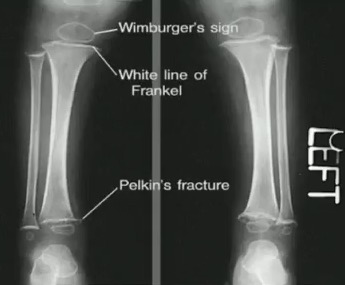 Wimburger's sign
White line of
Frankel
Pelkin's fracture
LEFT